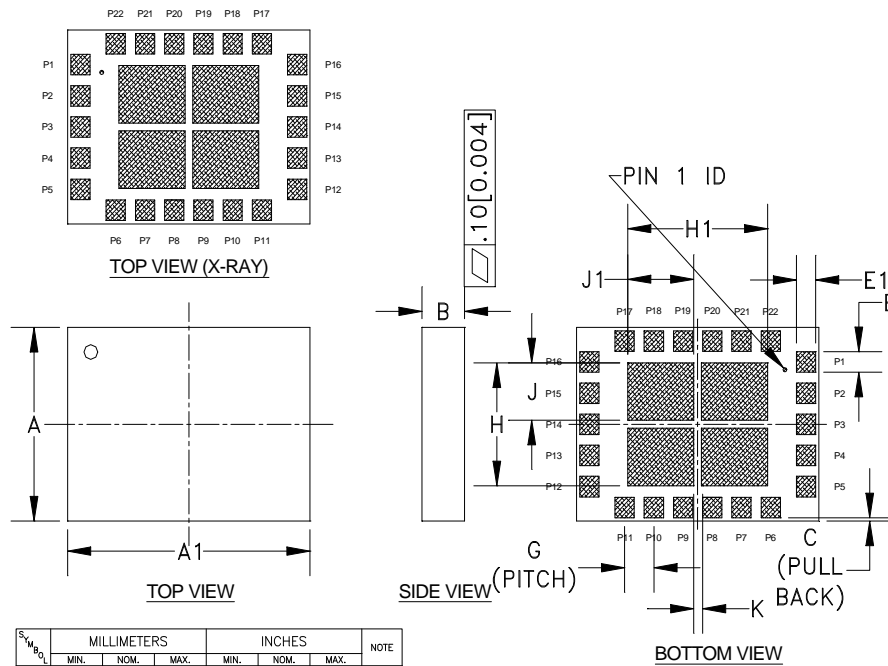 P22 P21 P20 P19 P18 P17
P1 P16
P2 P15
P3 P14
P4 P13
P5 P12
P6 P7 P8 P9 P10 P11
TOP VIEW (X-RAY)
.10[0.004]
PIN 1 ID
H1
J1
E1
B
P17 P18 P19 P20 P21 P22
P16 P1
P15 P2
P14 P3
P13 P4
P12 P5
J
H
A
A1
P11 P10 P9 P8 P7 P6
G
(PITCH)
C
(PULL
BACK)
K
TOP VIEW
SIDE VIEW
BOTTOM VIEW
SYMBOL MILLIMETERS INCHES NOTE
MIN. NOM. MAX. MIN. NOM. MAX.